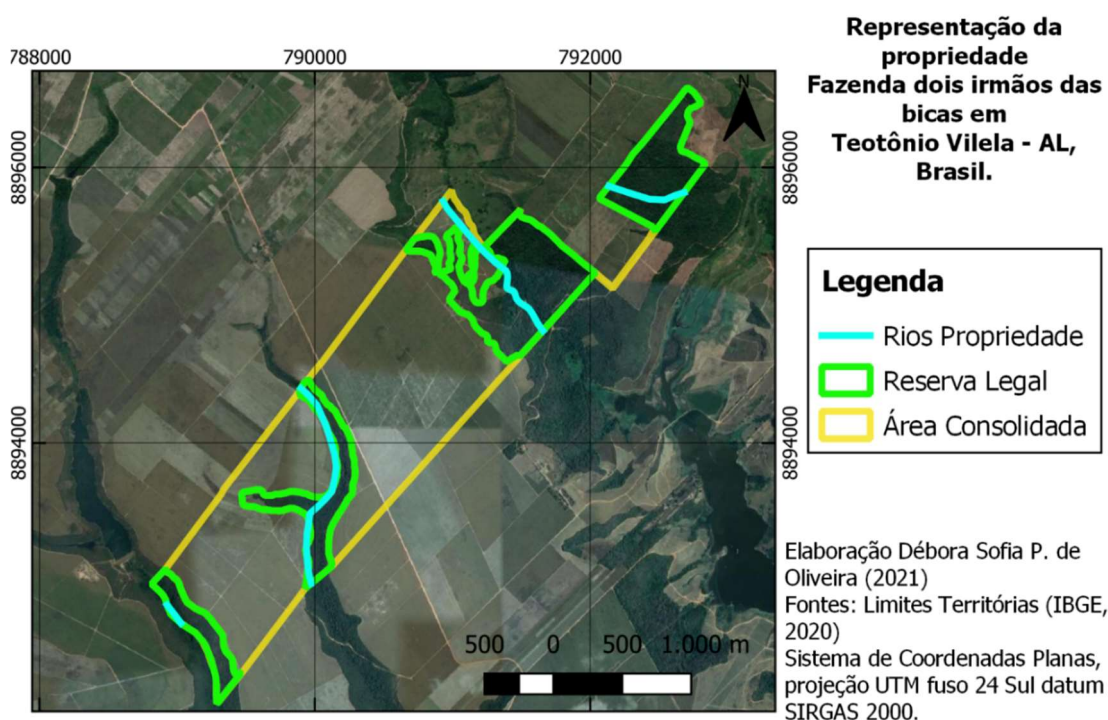 Representação da
propriedade
Fazenda dois irmãos das
bicas em
Teotônio Vilela - AL,
Brasil.
788000
790000
792000
N
8896000
8896000
8894000
8894000
Legenda
Rios Propriedade
Reserva Legal
Área Consolidada
500 0 500 1.000 m
Elaboração Débora Sofia P. de
Oliveira (2021)
Fontes: Limites Territórias (IBGE,
2020)
Sistema de Coordenadas Planas,
projeção UTM fuso 24 Sul datum
SIRGAS 2000.